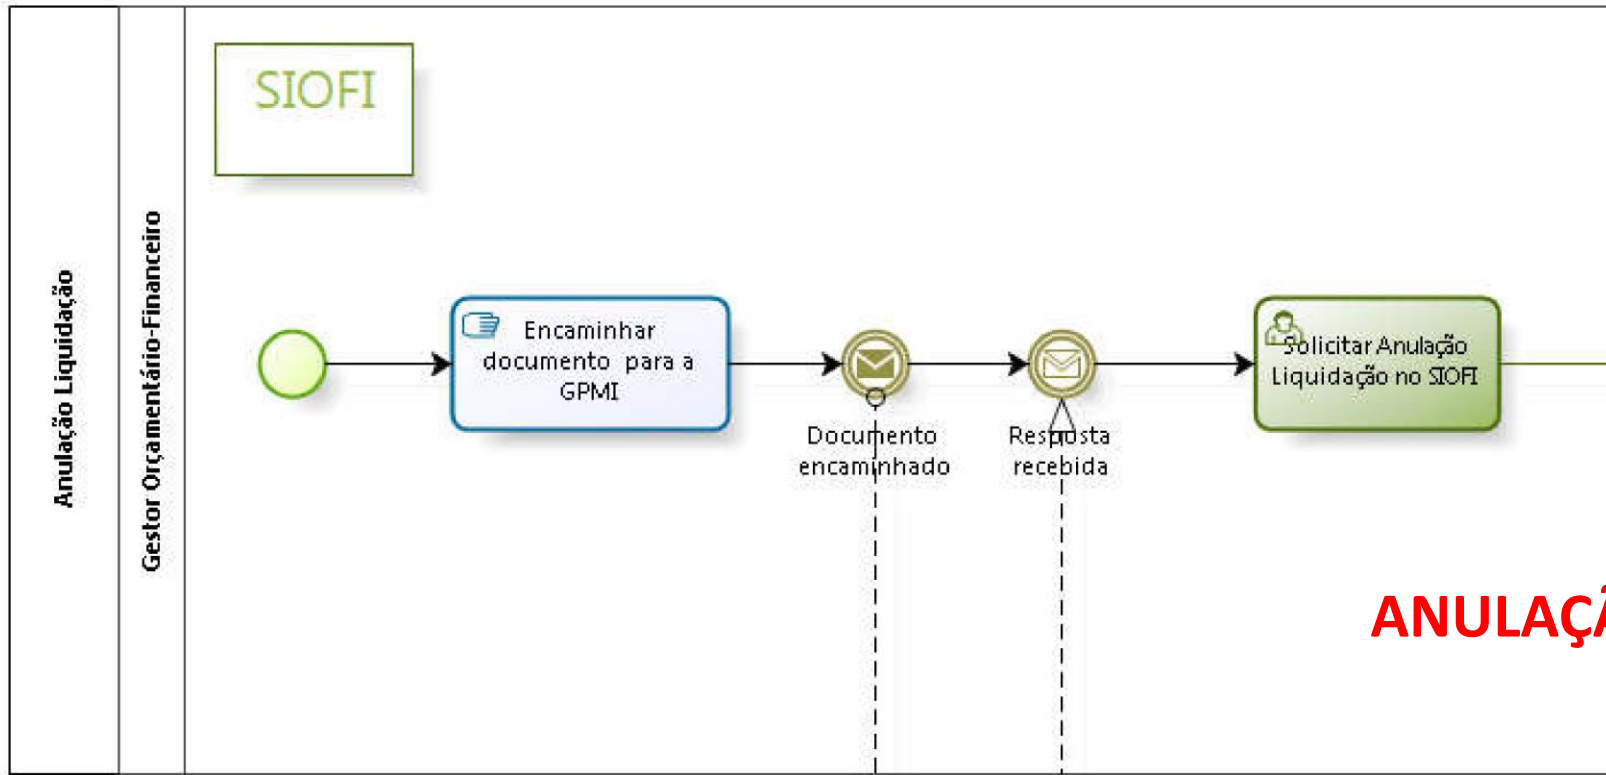 SIOFI
Anulação Liquidação
Gestor Orçamentário-Financeiro
Encaminhar
documento para a
GPMI
Documento
encaminhado
Resposta
recebida
Solicitar Anulação
Liquidação no SIOFI
ANULAÇÃ